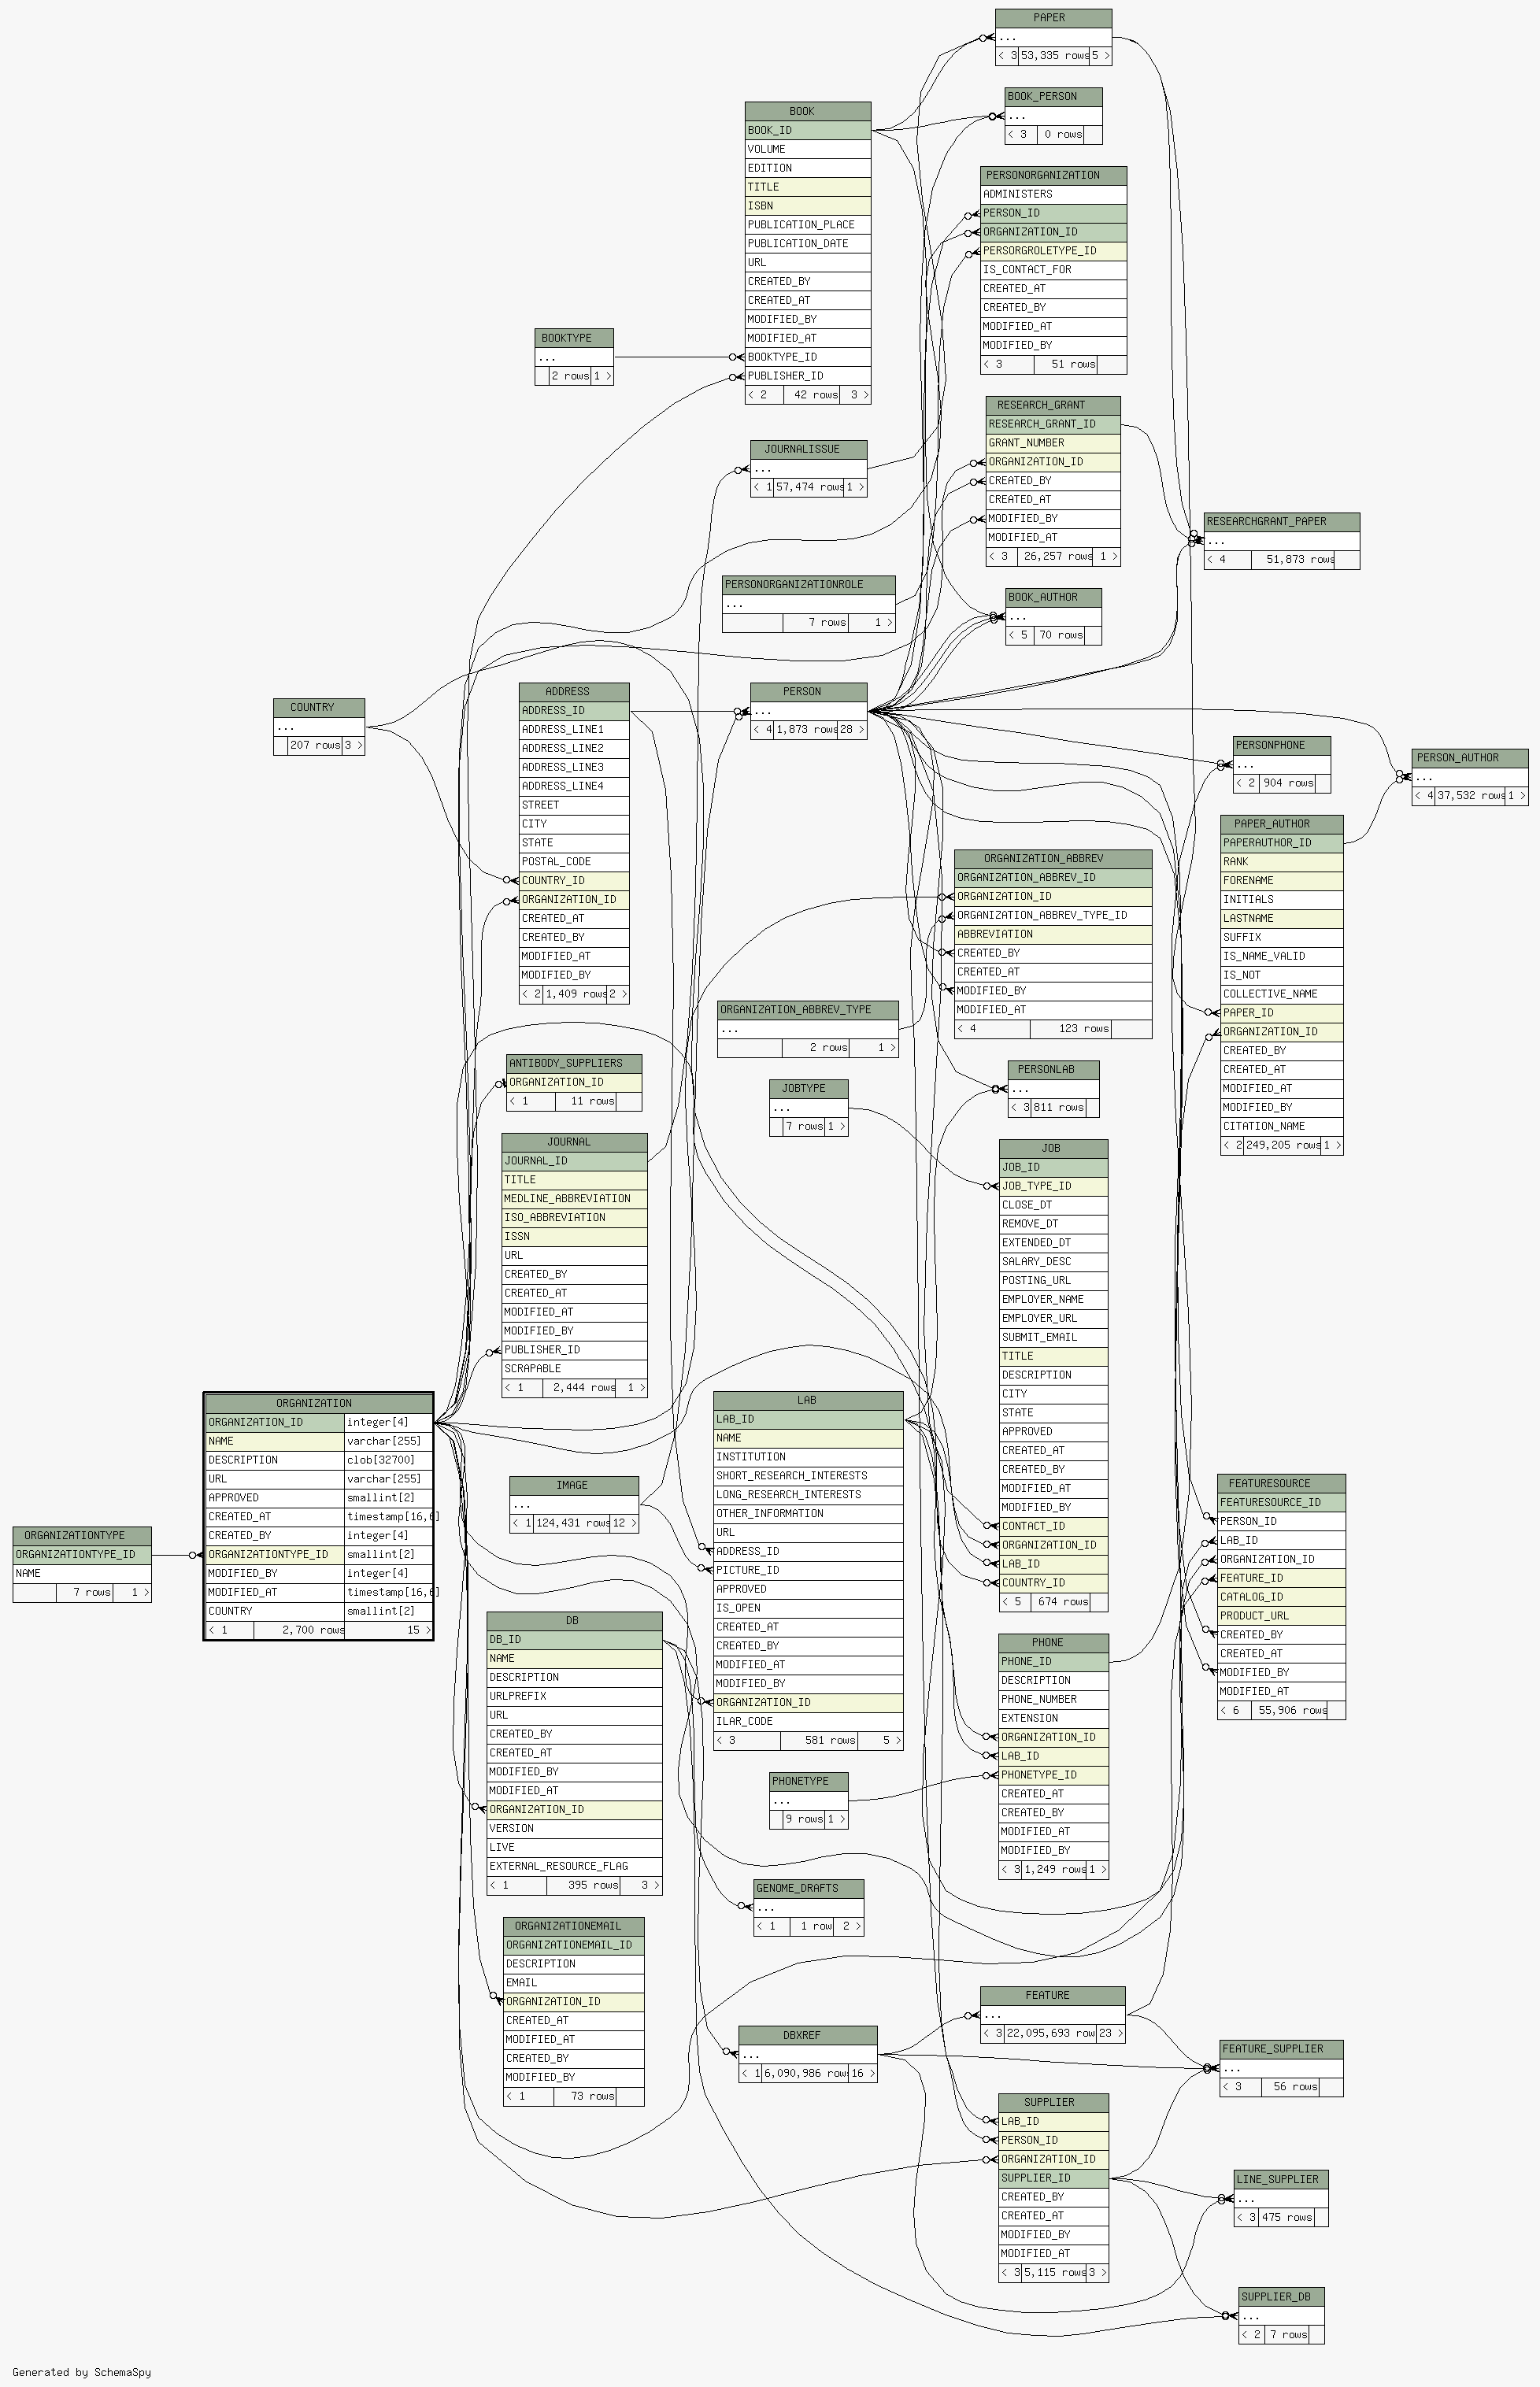 PAPER
...
< 3 53,335 rows 5 >
BOOK_PERSON
...
< 3 0 rows
BOOK
BOOK_ID
VOLUME
EDITION
TITLE
ISBN
PUBLICATION_PLACE
PUBLICATION_DATE
URL
CREATED_BY
CREATED_AT
MODIFIED_BY
MODIFIED_AT
BOOKTYPE_ID
PUBLISHER_ID
< 2 42 rows 3 >
PERSONORGANIZATION
ADMINISTERS
PERSON_ID
ORGANIZATION_ID
PERSORGROLETYPE_ID
IS_CONTACT_FOR
CREATED_AT
CREATED_BY
MODIFIED_AT
MODIFIED_BY
< 3 51 rows
BOOKTYPE
...
2 rows 1 >
RESEARCH_GRANT
RESEARCH_GRANT_ID
GRANT_NUMBER
ORGANIZATION_ID
CREATED_BY
CREATED_AT
MODIFIED_BY
MODIFIED_AT
< 3 26,257 rows 1 >
JOURNALISSUE
...
< 1 57,474 rows 1 >
RESEARCHGRANT_PAPER
...
< 4 51,873 rows
PERSONORGANIZATIONROLE
...
7 rows 1 >
BOOK_AUTHOR
...
< 5 70 rows
COUNTRY
...
207 rows 3 >
ADDRESS
ADDRESS_ID
ADDRESS_LINE1
ADDRESS_LINE2
ADDRESS_LINE3
ADDRESS_LINE4
STREET
CITY
STATE
POSTAL_CODE
COUNTRY_ID
ORGANIZATION_ID
CREATED_AT
CREATED_BY
MODIFIED_AT
MODIFIED_BY
< 2 1,409 rows 2 >
PERSON
...
< 4 1,873 rows 28 >
PERSONPHONE
...
< 2 904 rows
PERSON_AUTHOR
...
< 4 37,532 rows 1 >
PAPER_AUTHOR
PAPERAUTHOR_ID
RANK
FORENAME
INITIALS
LASTNAME
SUFFIX
IS_NAME_VALID
IS_NOT
COLLECTIVE_NAME
PAPER_ID
ORGANIZATION_ID
CREATED_BY
CREATED_AT
MODIFIED_AT
MODIFIED_BY
CITATION_NAME
< 2 249,205 rows 1 >
ORGANIZATION_ABBREV
ORGANIZATION_ABBREV_ID
ORGANIZATION_ID
ORGANIZATION_ABBREV_TYPE_ID
ABBREVIATION
CREATED_BY
CREATED_AT
MODIFIED_BY
MODIFIED_AT
< 4 123 rows
ORGANIZATION_ABBREV_TYPE
...
2 rows 1 >
ANTIBODY_SUPPLIERS
ORGANIZATION_ID
< 1 11 rows
JOBTYPE
...
7 rows 1 >
PERSONLAB
...
< 3 811 rows
JOURNAL
JOURNAL_ID
TITLE
MEDLINE_ABBREVIATION
ISO_ABBREVIATION
ISSN
URL
CREATED_BY
CREATED_AT
MODIFIED_AT
MODIFIED_BY
PUBLISHER_ID
SCRAPABLE
< 1 2,444 rows 1 >
JOB
JOB_ID
JOB_TYPE_ID
CLOSE_DT
REMOVE_DT
EXTENDED_DT
SALARY_DESC
POSTING_URL
EMPLOYER_NAME
EMPLOYER_URL
SUBMIT_EMAIL
TITLE
DESCRIPTION
CITY
STATE
APPROVED
CREATED_AT
CREATED_BY
MODIFIED_AT
MODIFIED_BY
CONTACT_ID
ORGANIZATION_ID
LAB_ID
COUNTRY_ID
< 5 674 rows
ORGANIZATION
ORGANIZATION_ID integer[4]
NAME varchar[255]
DESCRIPTION clob[32700]
URL varchar[255]
APPROVED smallint[2]
CREATED_AT timestamp[16,6]
CREATED_BY integer[4]
ORGANIZATIONTYPE_ID smallint[2]
MODIFIED_BY integer[4]
MODIFIED_AT timestamp[16,6]
COUNTRY smallint[2]
< 1 2,700 rows 15 >
ORGANIZATIONTYPE
ORGANIZATIONTYPE_ID
NAME
7 rows 1 >
IMAGE
...
< 1 124,431 rows 12 >
LAB
LAB_ID
NAME
INSTITUTION
SHORT_RESEARCH_INTERESTS
LONG_RESEARCH_INTERESTS
OTHER_INFORMATION
URL
ADDRESS_ID
PICTURE_ID
APPROVED
IS_OPEN
CREATED_AT
CREATED_BY
MODIFIED_AT
MODIFIED_BY
ORGANIZATION_ID
ILAR_CODE
< 3 581 rows 5 >
FEATURESOURCE
FEATURESOURCE_ID
PERSON_ID
LAB_ID
ORGANIZATION_ID
FEATURE_ID
CATALOG_ID
PRODUCT_URL
CREATED_BY
CREATED_AT
MODIFIED_BY
MODIFIED_AT
< 6 55,906 rows
DB
DB_ID
NAME
DESCRIPTION
URLPREFIX
URL
CREATED_BY
CREATED_AT
MODIFIED_BY
MODIFIED_AT
ORGANIZATION_ID
VERSION
LIVE
EXTERNAL_RESOURCE_FLAG
< 1 395 rows 3 >
PHONE
PHONE_ID
DESCRIPTION
PHONE_NUMBER
EXTENSION
ORGANIZATION_ID
LAB_ID
PHONETYPE_ID
CREATED_AT
CREATED_BY
MODIFIED_AT
MODIFIED_BY
< 3 1,249 rows 1 >
PHONETYPE
...
9 rows 1 >
GENOME_DRAFTS
...
< 1 1 row 2 >
ORGANIZATIONEMAIL
ORGANIZATIONEMAIL_ID
DESCRIPTION
EMAIL
ORGANIZATION_ID
CREATED_AT
MODIFIED_AT
CREATED_BY
MODIFIED_BY
< 1 73 rows
FEATURE
...
< 3 22,095,693 row 23 >
DBXREF
...
< 1 6,090,986 rows 16 >
FEATURE_SUPPLIER
...
< 3 56 rows
SUPPLIER
LAB_ID
PERSON_ID
ORGANIZATION_ID
SUPPLIER_ID
CREATED_BY
CREATED_AT
MODIFIED_BY
MODIFIED_AT
< 3 5,115 rows 3 >
LINE_SUPPLIER
...
< 3 475 rows
SUPPLIER_DB
...
< 2 7 rows
Generated by SchemaSpy